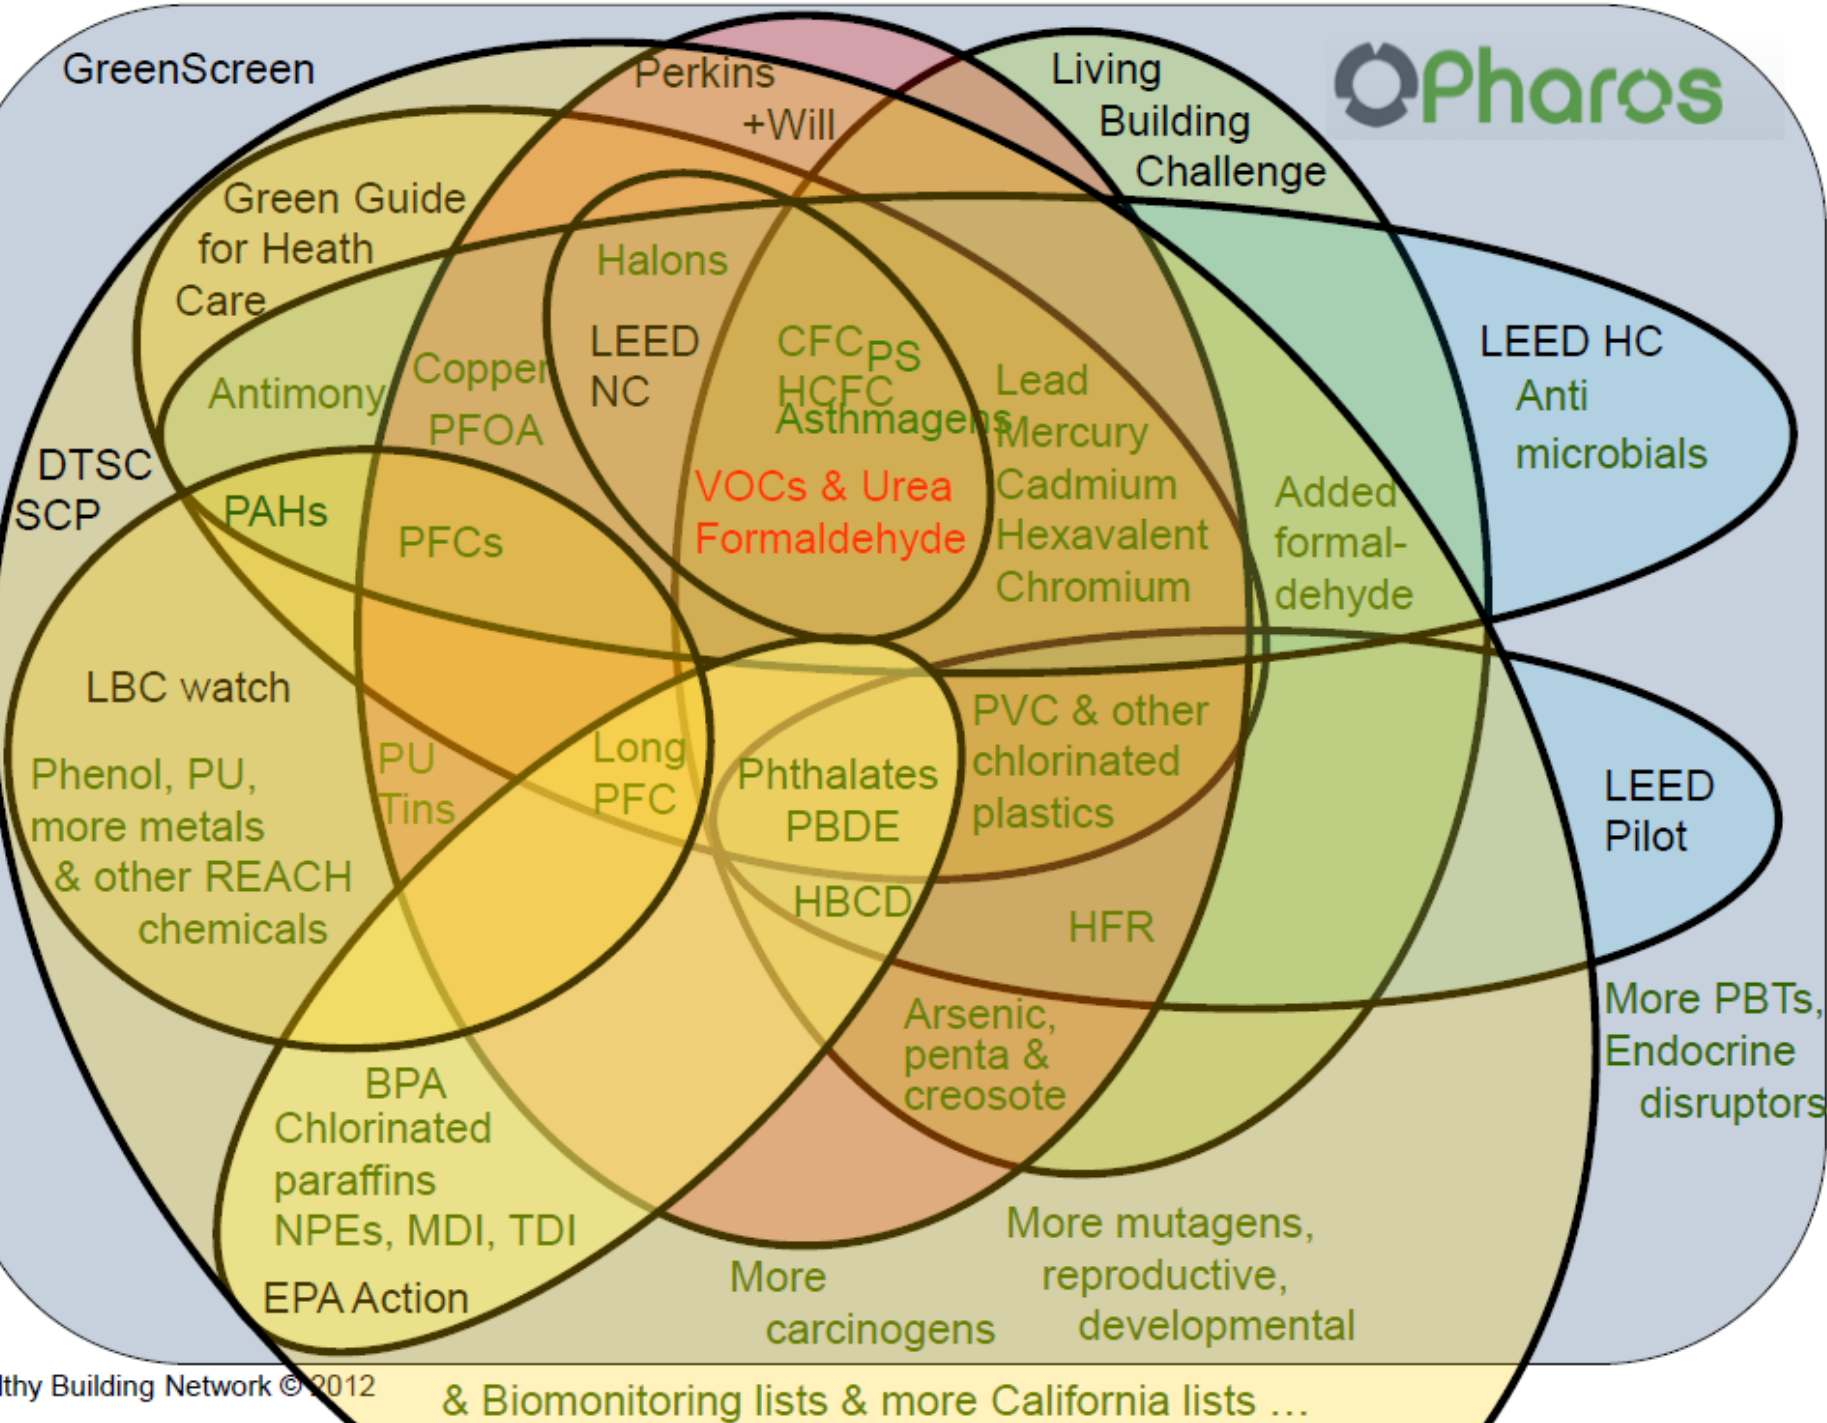 GreenScreen
Perkins
+Will
Living
Building
Challenge
Pharos
Green Guide
for Heath
Care
Halons
LEED
NC
CFC
PS
HCFC
Asthmagens
VOCs & Urea
Formaldehyde
Copper
PFOA
Antimony
Lead
Mercury
Cadmium
Hexavalent
Chromium
LEED HC
Anti
microbials
DTSC
SCP
PAHs
PFCs
Added
formal-
dehyde
LBC watch
Phenol, PU,
more metals
& other REACH
chemicals
PU
Tins
Long
PFC
Phthalates
PBDE
HBCD
PVC & other
chlorinated
plastics
LEED
Pilot
HFR
Arsenic,
penta &
creosote
More PBTs,
Endocrine
disruptors
BPA
Chlorinated
paraffins
NPEs, MDI, TDI
EPA Action
More
carcinogens
More mutagens,
reproductive,
developmental
lthy Building Network © 2012
& Biomonitoring lists & more California lists ...